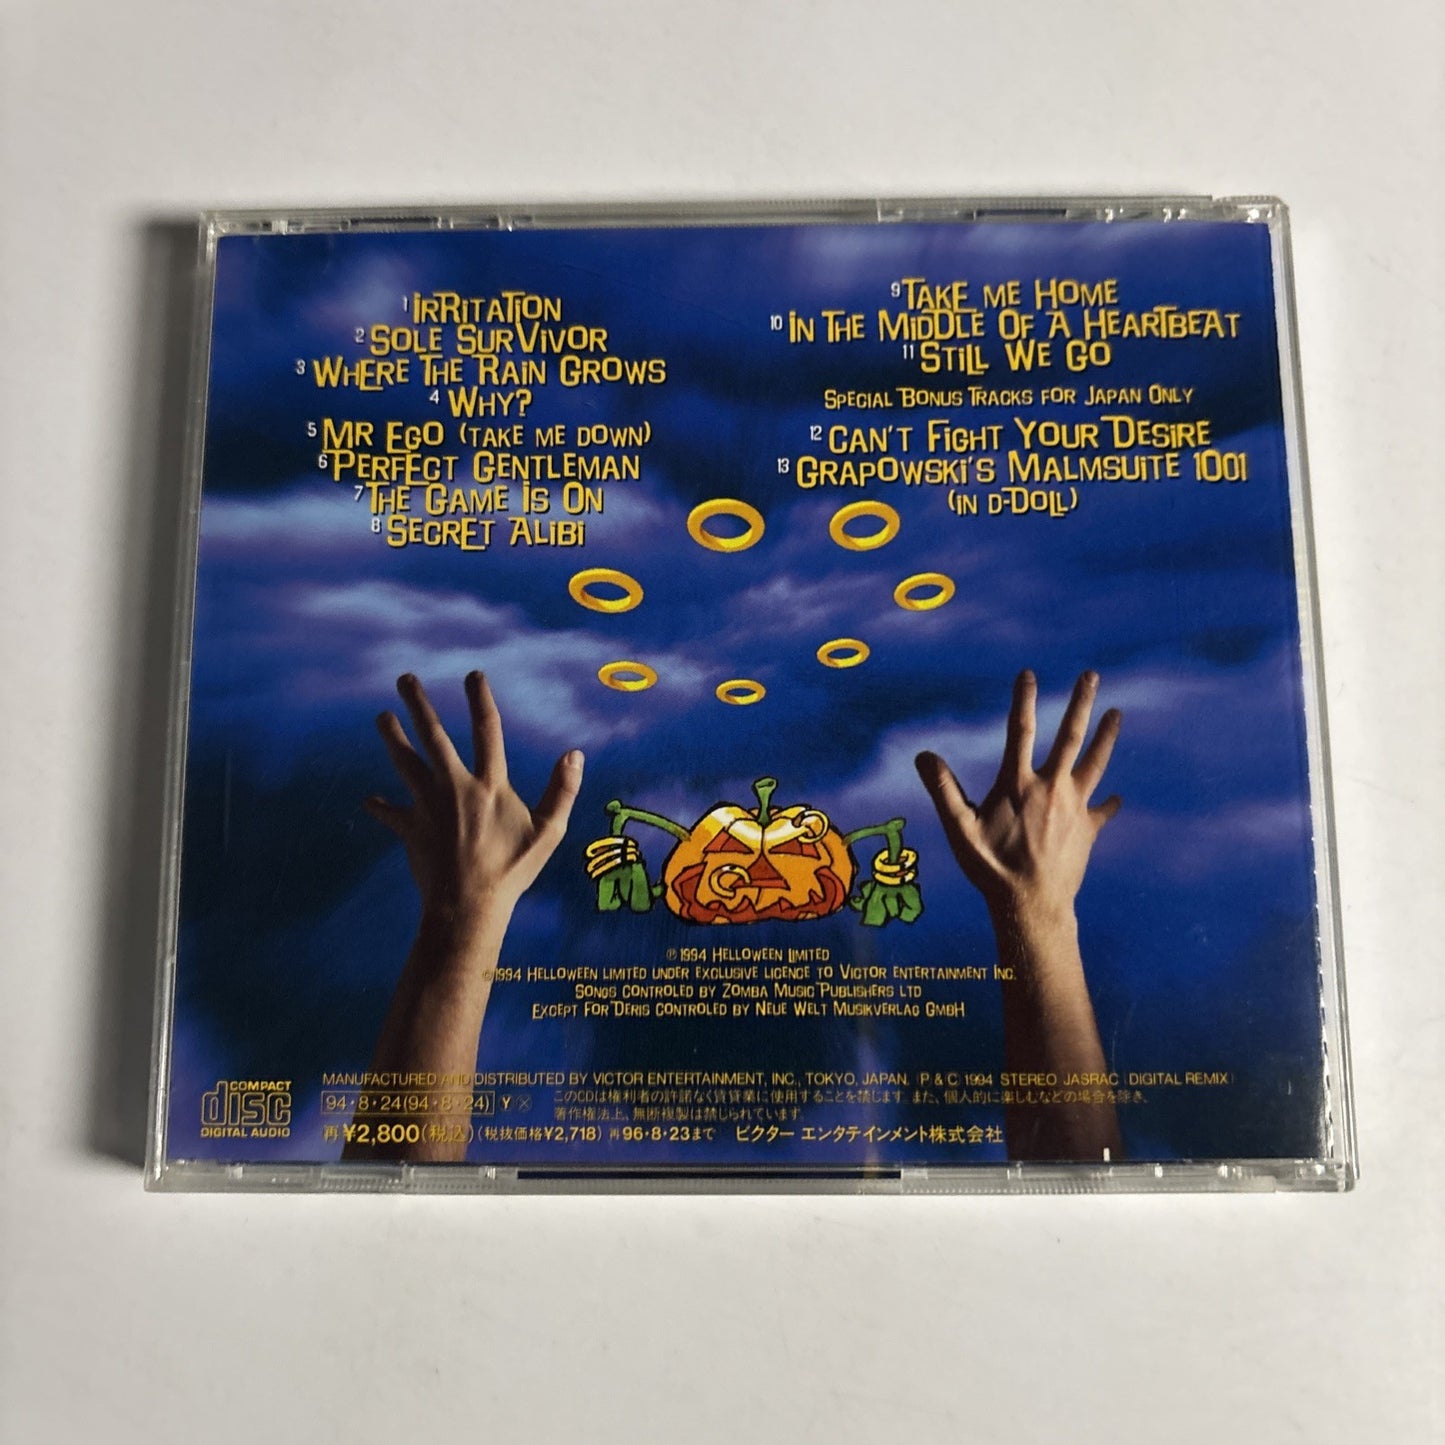 1 Irritation
2 Sole Survivor
3 Where The Rain Grows
4 Why?
5 Mr Ego (Take Me Down)
6 Perfect Gentleman
7 The Game Is On
8 Secret Alibi
9 Take Me Home
10 In The Middle Of A Heartbeat
11 Still We Go
Special Bonus Tracks for Japan Only
12 Can't Fight Your Desire
13 Grapowski's Malmsuite 1001
(in D-Doll)
℗1994 Helloween Limited
©1994 Helloween Limited under exclusive licence to Victor Entertainment Inc.
Songs controled by Zomba Music Publishers Ltd
Except for Deris controled by Neue Welt Musikverlag GmbH
COMPACT
disc
DIGITAL AUDIO
MANUFACTURED AND DISTRIBUTED BY VICTOR ENTERTAINMENT, INC., TOKYO, JAPAN. (P & C 1994 STEREO JASRAC (DIGITAL REMIX)
94・8・24(94・8・24) Y
このCDは権利者の許諾なく賃貸業に使用することを禁じます。また、個人的に楽しむなどの場合を除き、
著作権法上、無断複製は禁じられています。
再¥2,800(税込)(税抜価格¥2,718) 再96・8・23まで ビクター エンタテインメント株式会社